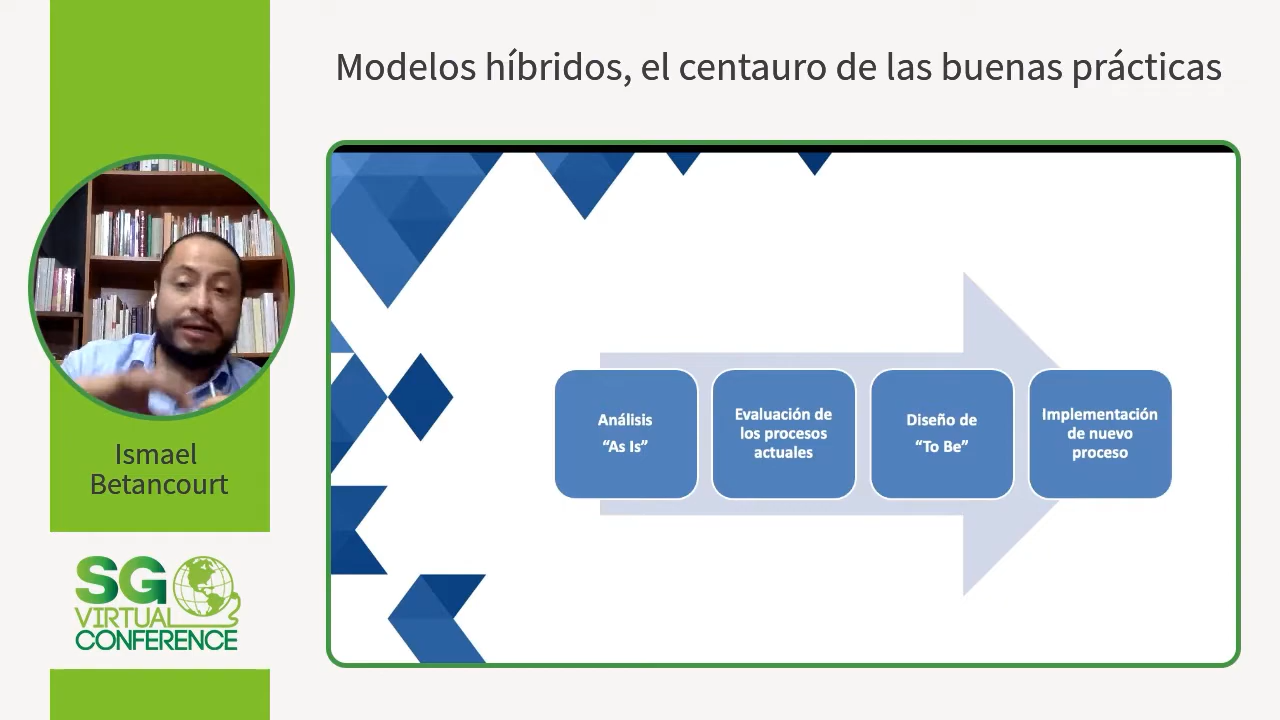 Modelos híbridos, el centauro de las buenas prácticas
Análisis
“As Is”
Evaluación de
los procesos
actuales
Diseño de
“To Be”
Implementación
de nuevo
proceso
Ismael
Betancourt
SG
VIRTUAL
CONFERENCE